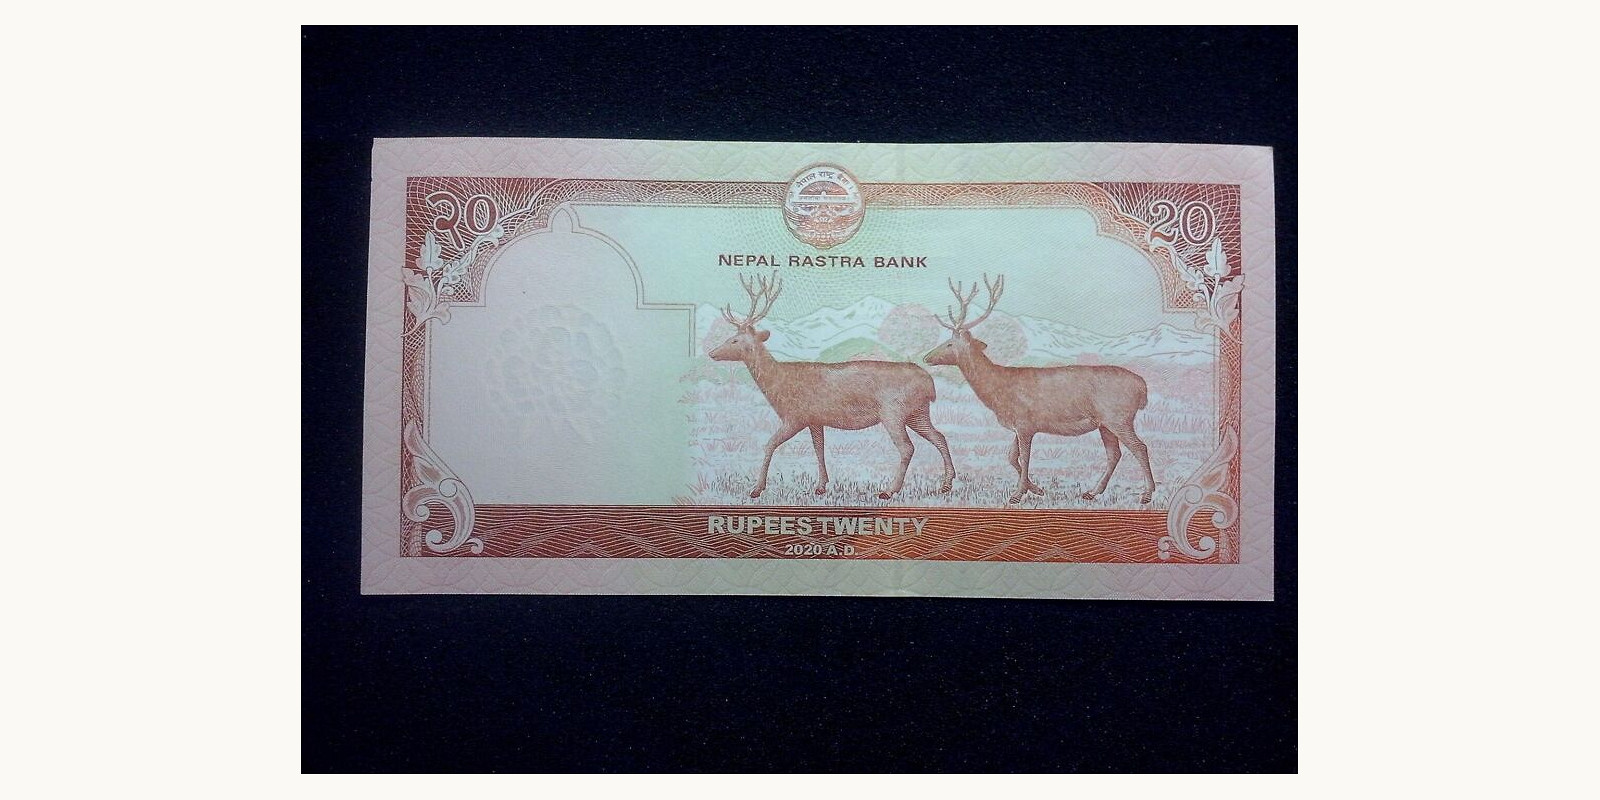 नेपाल राष्ट्र बैंक
२०
20
NEPAL RASTRA BANK
RUPEES TWENTY
2020 A.D.